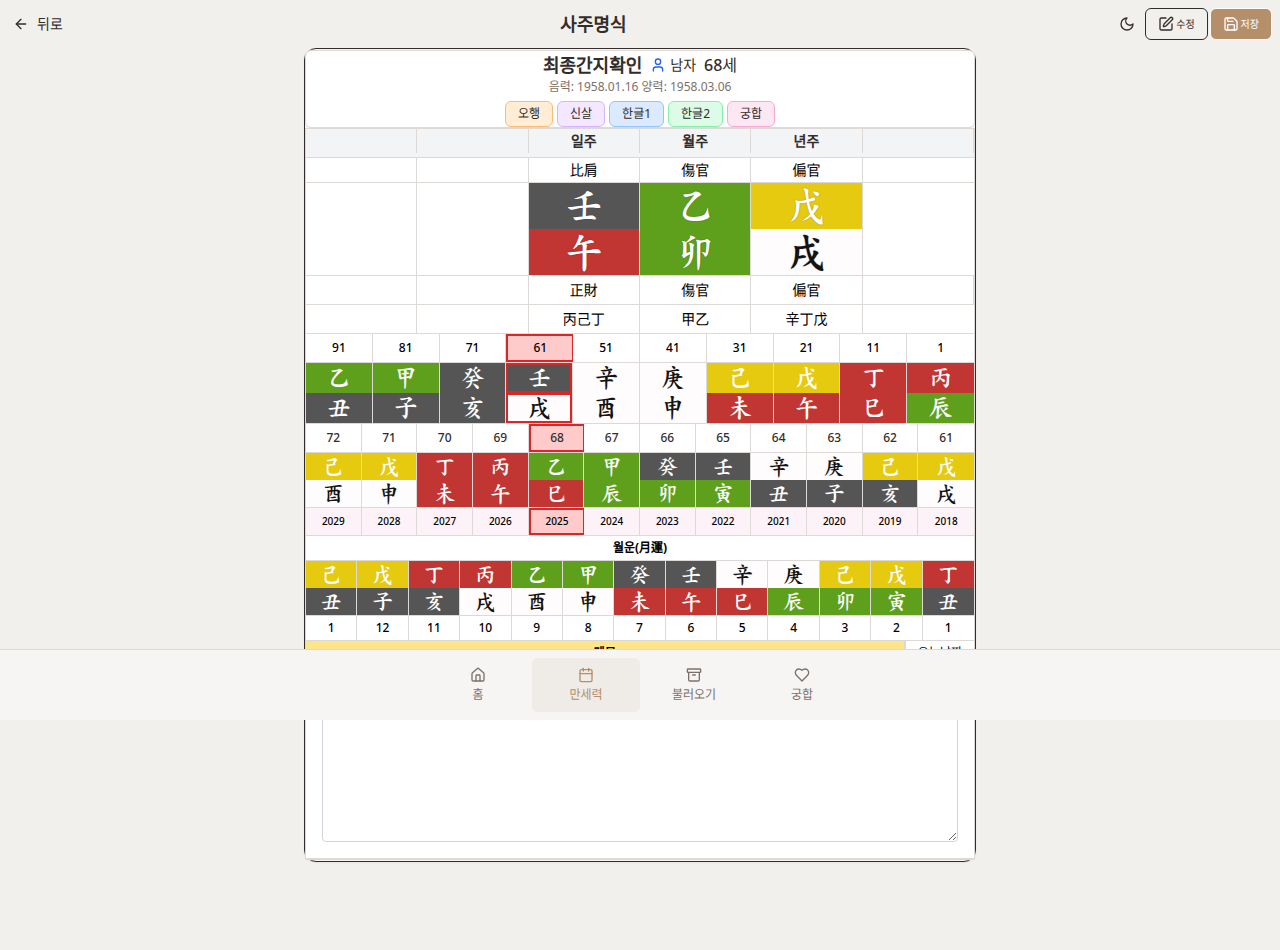 뒤로 사주명식 수정 저장
최종간지확인 남자 68세
음력: 1958.01.16 양력: 1958.03.06
오행 신살 한글1 한글2 궁합
일주 월주 년주
比肩 傷官 偏官
壬 乙 戊
午 卯 戌
正財 傷官 偏官
丙己丁 甲乙 辛丁戊
91 81 71 61 51 41 31 21 11 1
乙 甲 癸 壬 辛 庚 己 戊 丁 丙
丑 子 亥 戌 酉 申 未 午 巳 辰
72 71 70 69 68 67 66 65 64 63 62 61
己 戊 丁 丙 乙 甲 癸 壬 辛 庚 己 戊
酉 申 未 午 巳 辰 卯 寅 丑 子 亥 戌
2029 2028 2027 2026 2025 2024 2023 2022 2021 2020 2019 2018
월운(月運)
己 戊 丁 丙 乙 甲 癸 壬 辛 庚 己 戊 丁
丑 子 亥 戌 酉 申 未 午 巳 辰 卯 寅 丑
1 12 11 10 9 8 7 6 5 4 3 2 1
홈 만세력 불러오기 궁합